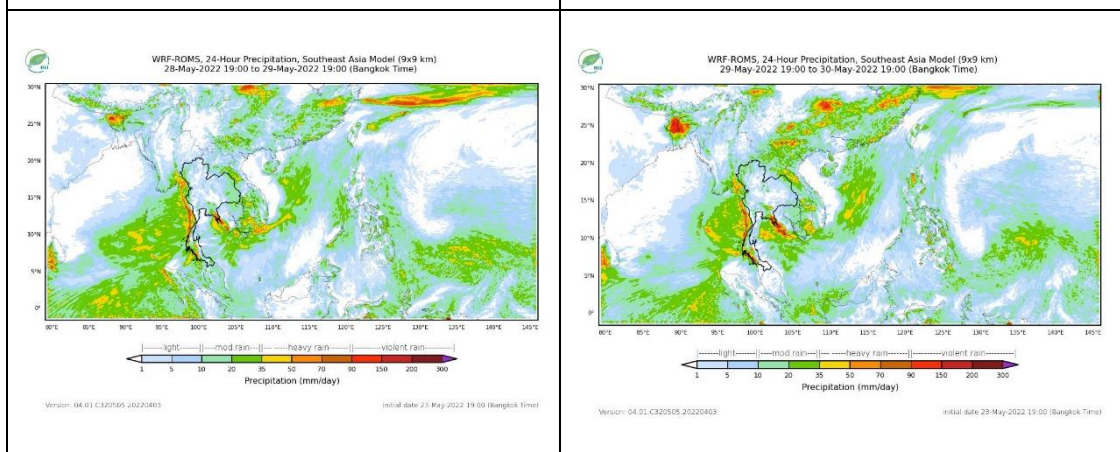 WRF-ROMS, 24-Hour Precipitation, Southeast Asia Model (9x9 km)
28-May-2022 19:00 to 29-May-2022 19:00 (Bangkok Time)
30°N
25°N
20°N
15°N
10°N
5°N
0°
80°E 85°E 90°E 95°E 100°E 105°E 110°E 115°E 120°E 125°E 130°E 135°E 140°E 145°E
|-------light-------||---mod.rain---||--- -------heavy rain----------||-----------violent rain-----------|
1 5 10 20 35 50 70 90 150 200 300
Precipitation (mm/day)
Version: 04.01.C320505.20220403
initial date 23-May-2022 19:00 (Bangkok Time)
WRF-ROMS, 24-Hour Precipitation, Southeast Asia Model (9x9 km)
29-May-2022 19:00 to 30-May-2022 19:00 (Bangkok Time)
30°N
25°N
20°N
15°N
10°N
5°N
0°
80°E 85°E 90°E 95°E 100°E 105°E 110°E 115°E 120°E 125°E 130°E 135°E 140°E 145°E
|-------light-------||----mod.rain---||--- -------heavy rain----------||-----------violent rain-----------|
1 5 10 20 35 50 70 90 150 200 300
Precipitation (mm/day)
Version: 04.01.C320505.20220403
initial date 23-May-2022 19:00 (Bangkok Time)